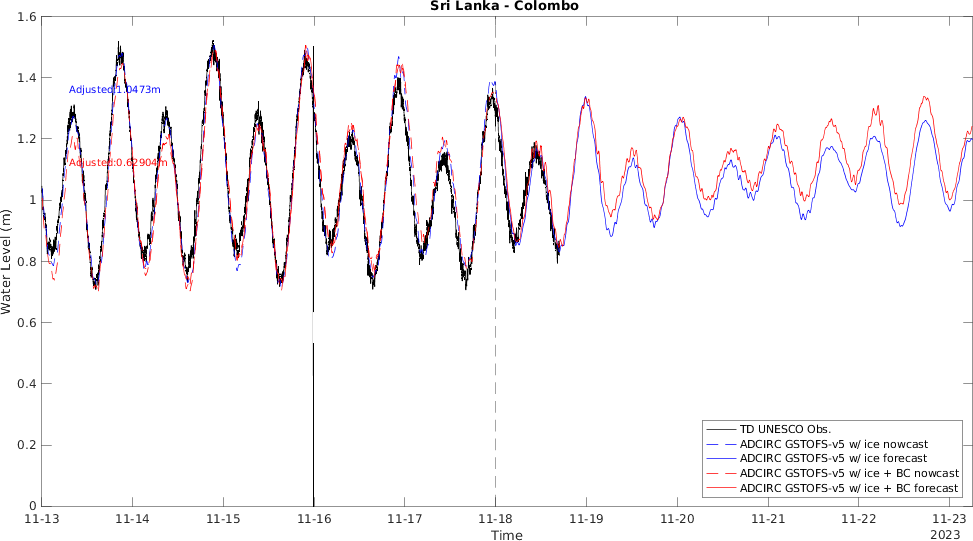 Sri Lanka - Colombo
1.6
1.4
1.2
1
0.8
0.6
0.4
0.2
0
Water Level (m)
Adjusted:1.0473m
Adjusted:0.62904m
TD UNESCO Obs.
ADCIRC GSTOFS-v5 w/ ice nowcast
ADCIRC GSTOFS-v5 w/ ice forecast
ADCIRC GSTOFS-v5 w/ ice + BC nowcast
ADCIRC GSTOFS-v5 w/ ice + BC forecast
11-13 11-14 11-15 11-16 11-17 11-18 11-19 11-20 11-21 11-22 11-23
Time
2023